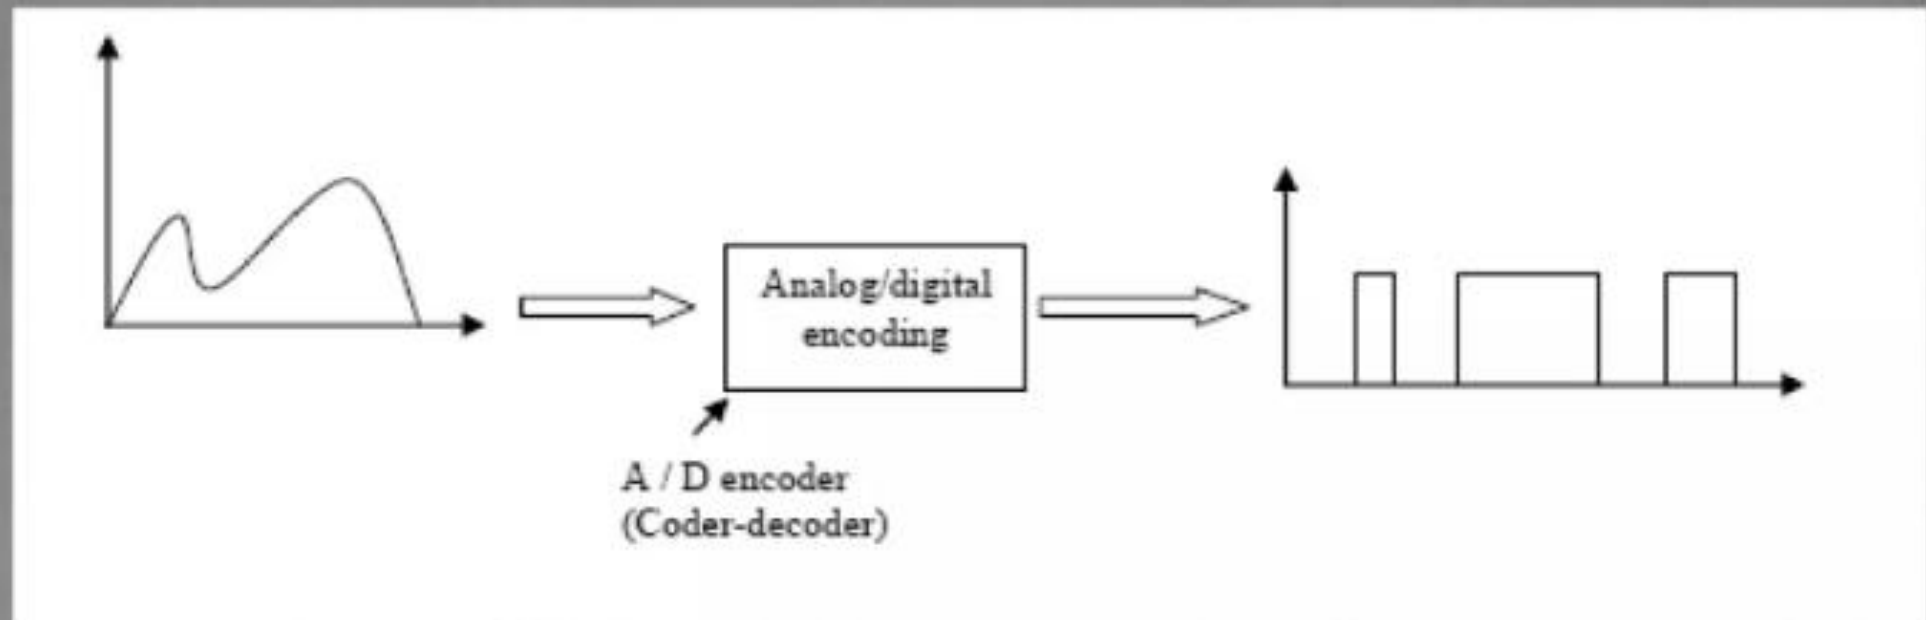 Analog/digital
encoding
A / D encoder
(Coder-decoder)